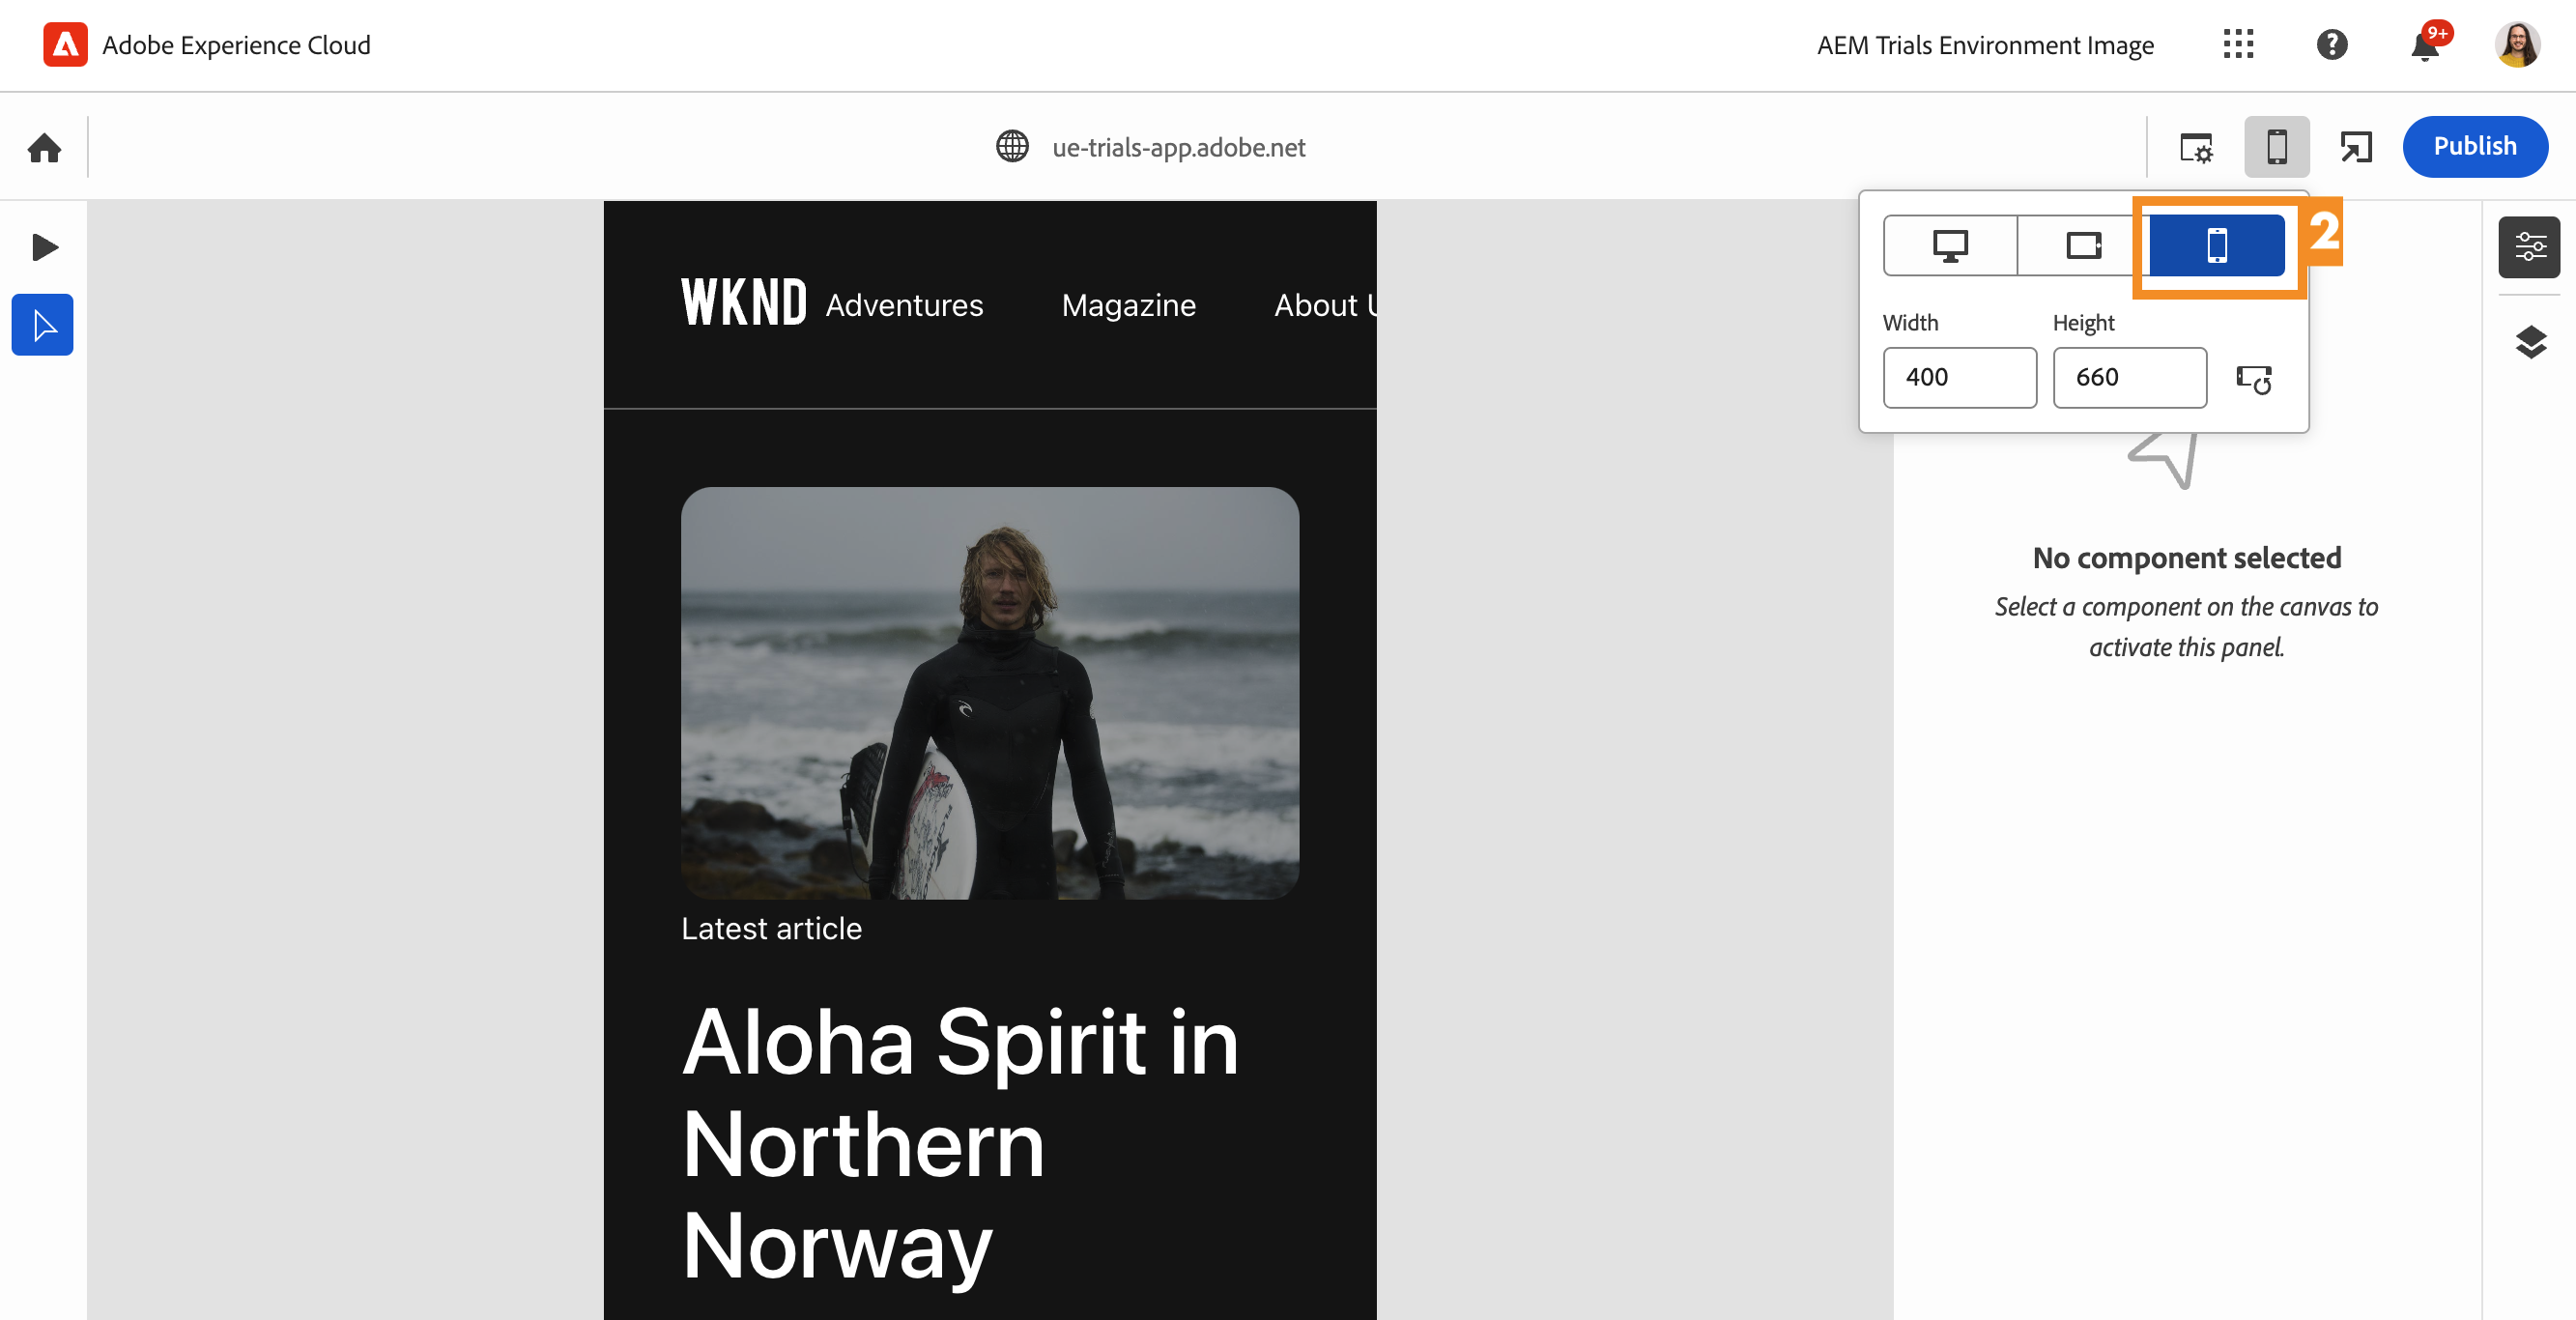 Adobe Experience Cloud
AEM Trials Environment Image
9+
ue-trials-app.adobe.net
Publish
2
Width
Height
400
660
WKND
Adventures
Magazine
About U
No component selected
Select a component on the canvas to
activate this panel.
Latest article
Aloha Spirit in
Northern
Norway